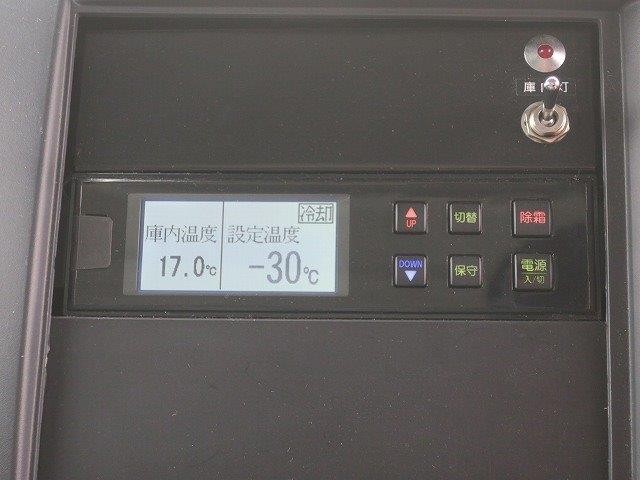 庫 灯
冷却
庫内温度 設定温度
17.0℃ -30℃
UP 切替 除霜
DOWN 保守 電源
入/切